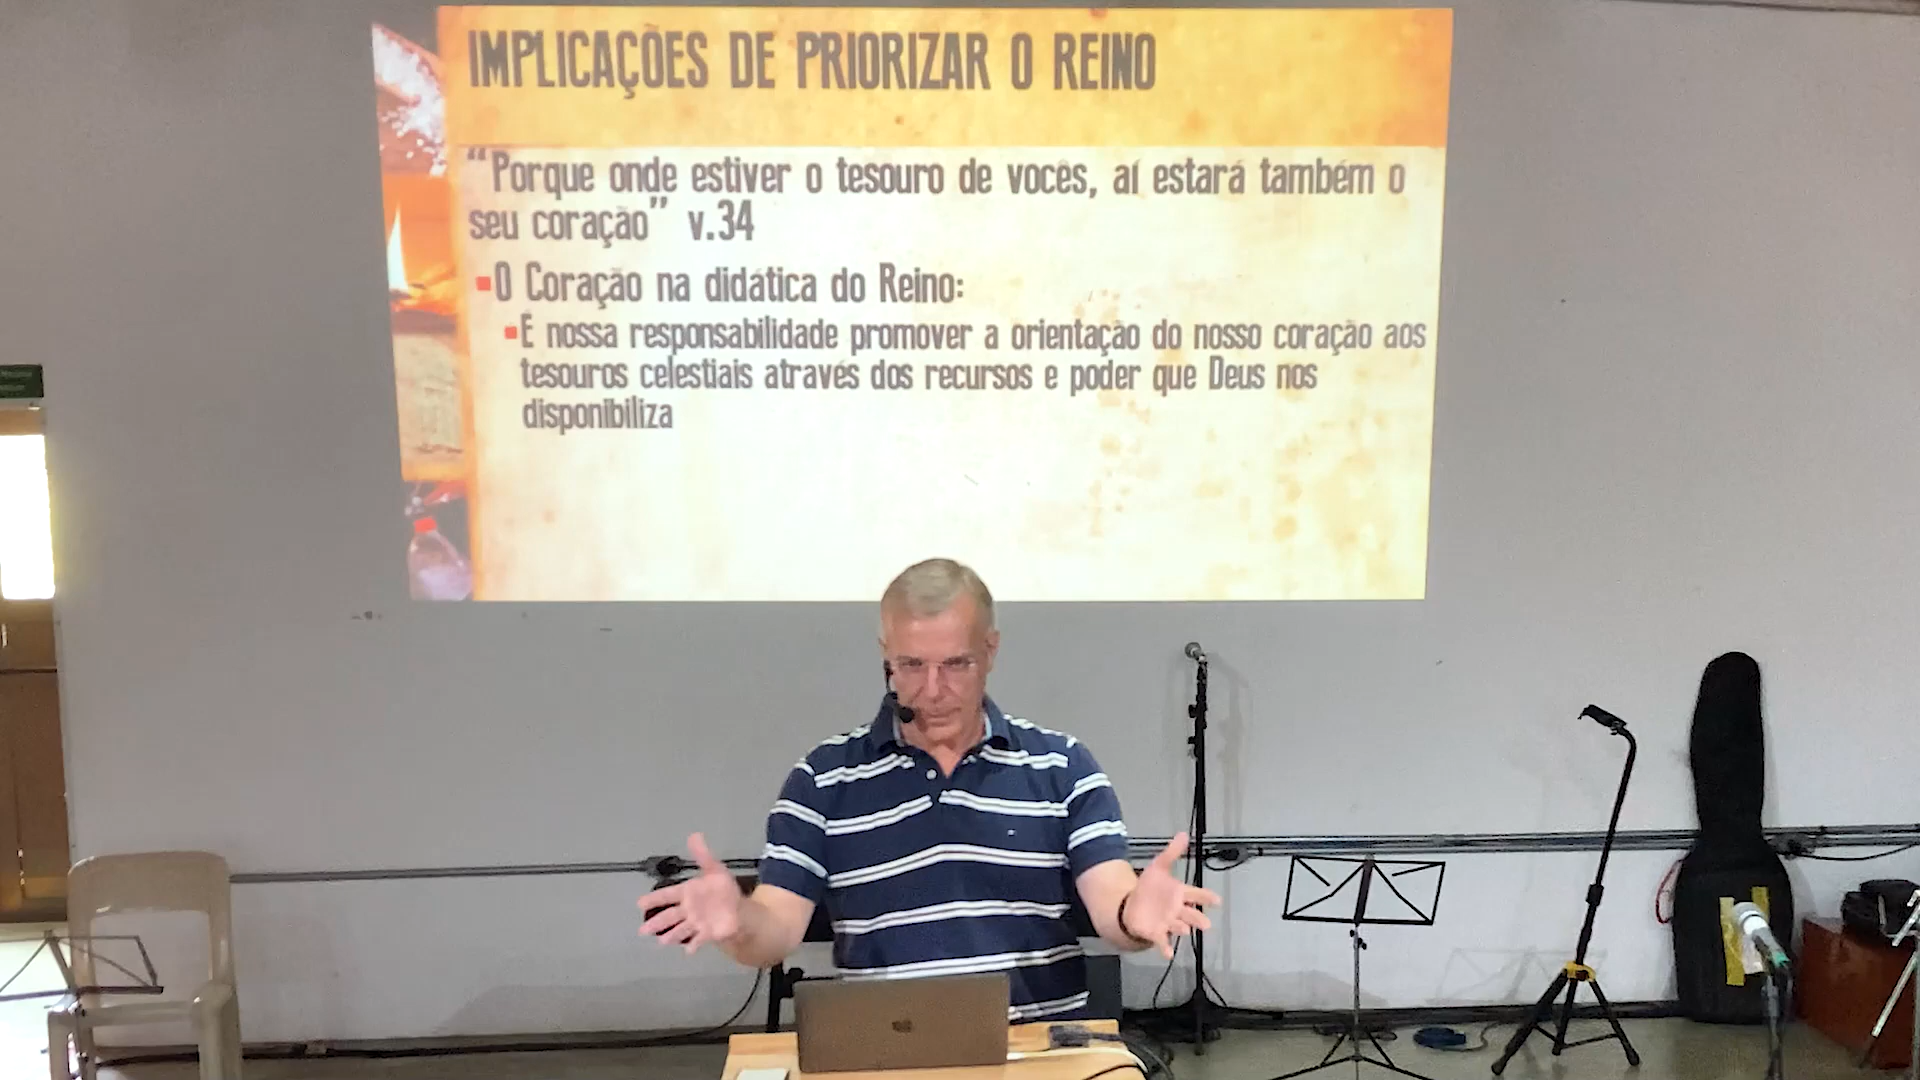 IMPLICAÇÕES DE PRIORIZAR O REINO
“Porque onde estiver o tesouro de vocês, aí estará também o
seu coração” v.34
O Coração na didática do Reino:
É nossa responsabilidade promover a orientação do nosso coração aos
tesouros celestiais através dos recursos e poder que Deus nos
disponibiliza